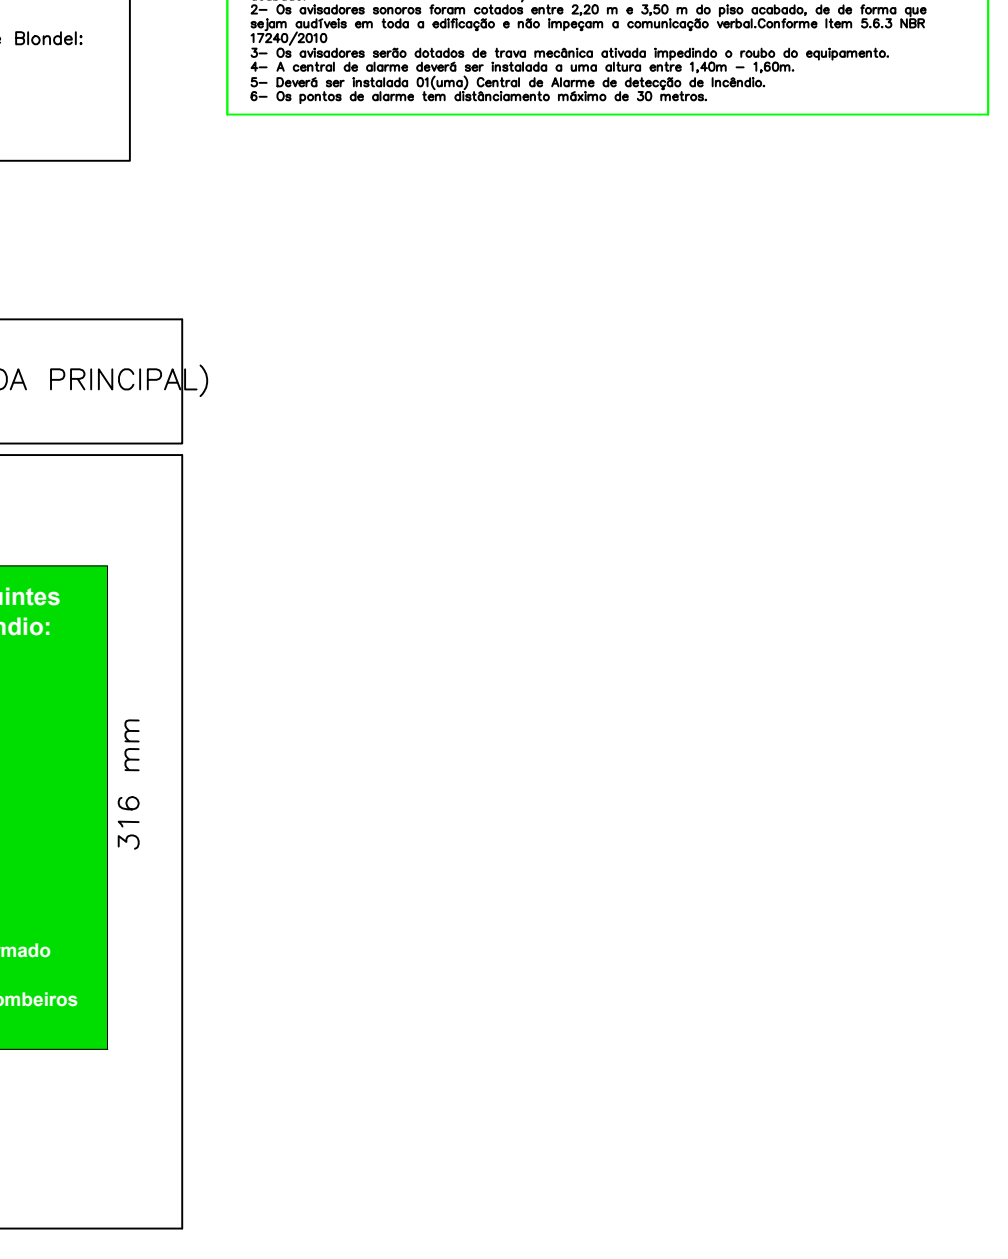 2– Os avisadores sonoros foram cotados entre 2,20 m e 3,50 m do piso acabado, de de forma que
sejam audíveis em toda a edificação e não impeçam a comunicação verbal.Conforme Item 5.6.3 NBR
17240/2010
3– Os avisadores serão dotados de trava mecânica ativada impedindo o roubo do equipamento.
4– A central de alarme deverá ser instalada a uma altura entre 1,40m – 1,60m.
5– Deverá ser instalada 01(uma) Central de Alarme de detecção de Incêndio.
6– Os pontos de alarme tem distânciamento máximo de 30 metros.
Blondel:
DA PRINCIPAL)
uintes
ndio:
316 mm
rmado
ombeiros